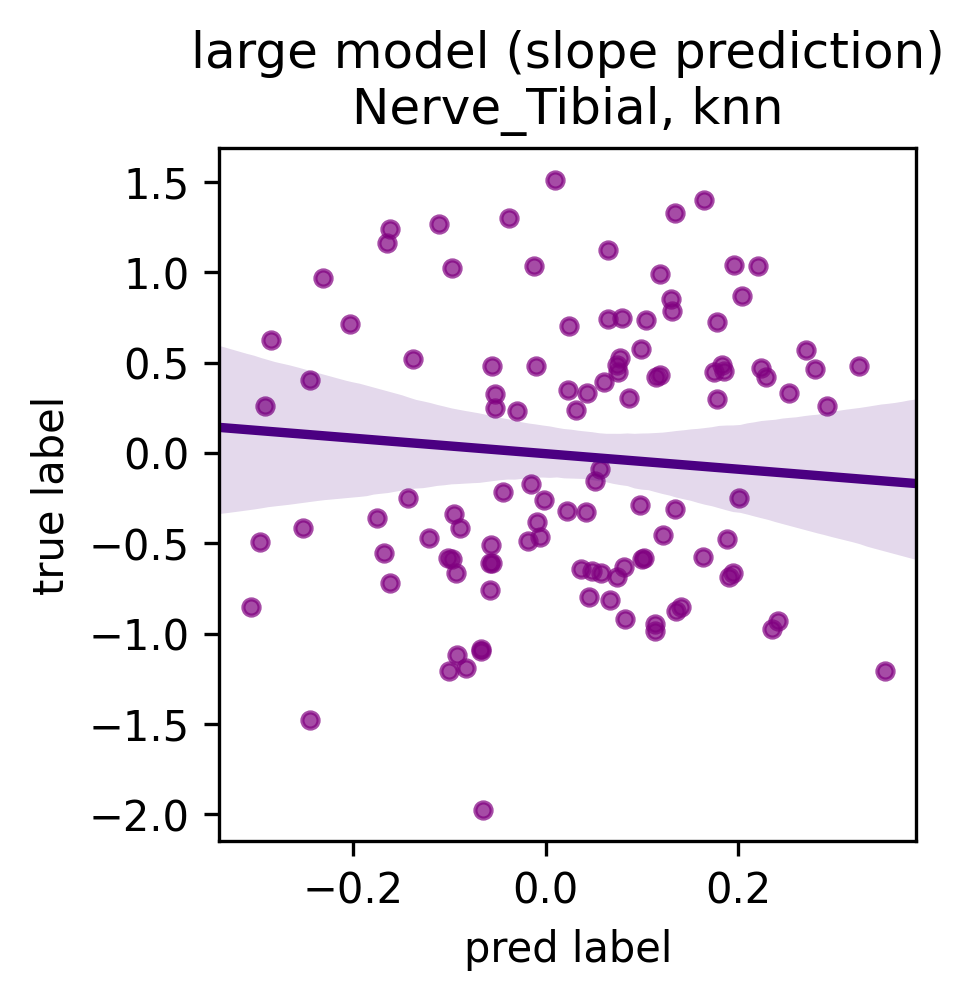 large model (slope prediction)
Nerve_Tibial, knn
1.5
1.0
0.5
0.0
−0.5
−1.0
−1.5
−2.0
true label
−0.2
0.0
0.2
pred label